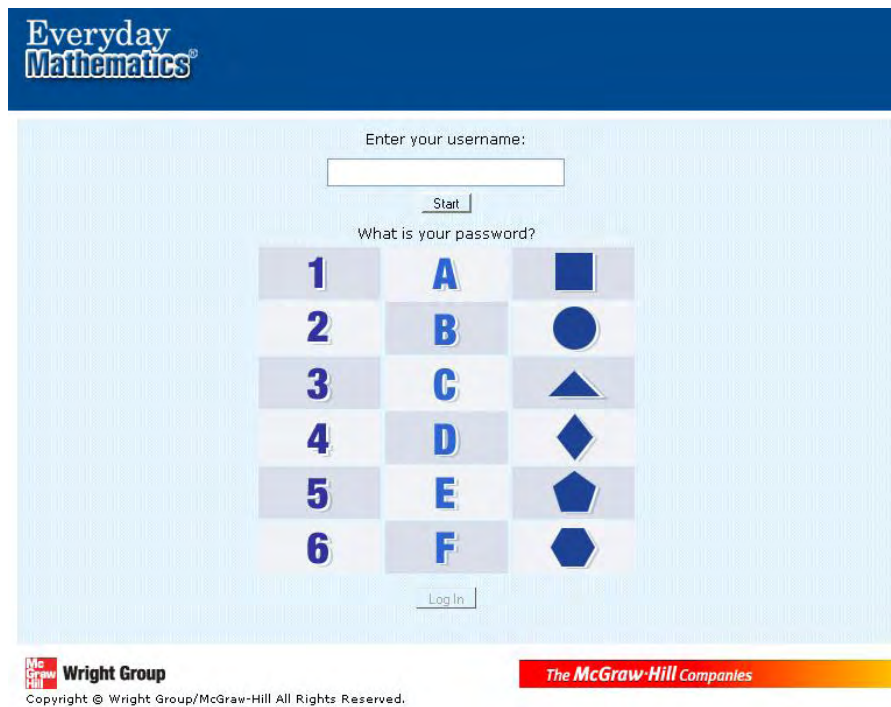 Everyday
Mathematics®
Enter your username:
Start
What is your password?
1 A
2 B
3 C
4 D
5 E
6 F
Log In
Mc
Graw
Hill
Wright Group
The McGraw·Hill Companies
Copyright © Wright Group/McGraw-Hill All Rights Reserved.